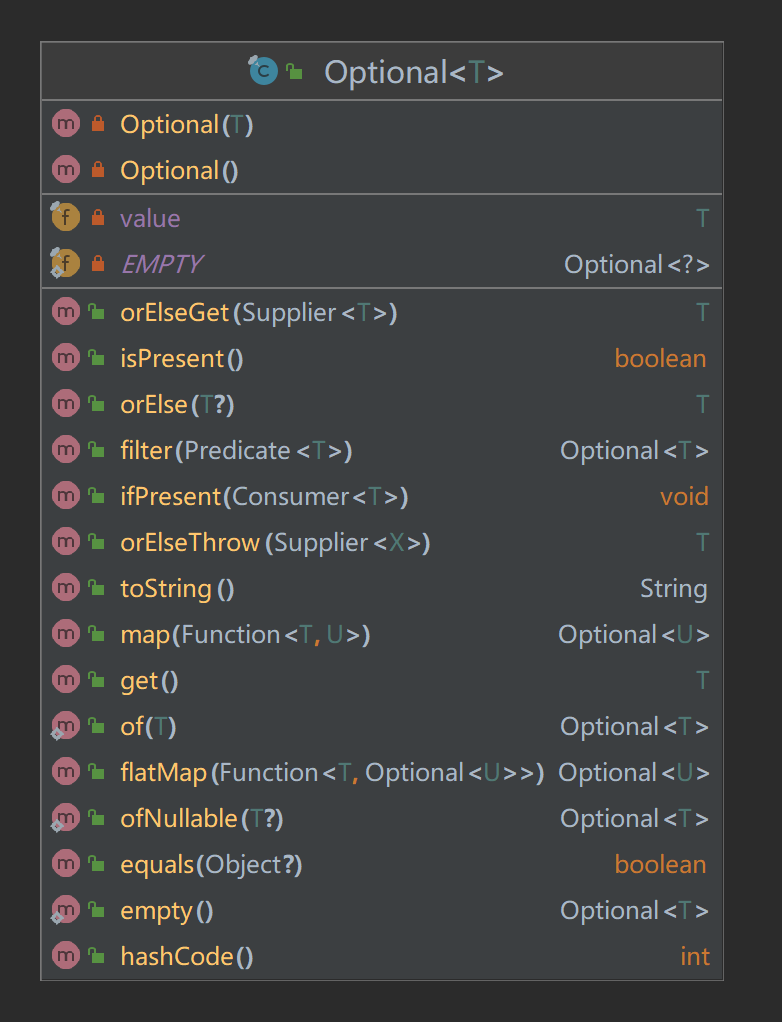 Optional<T>
Optional(T)
Optional()
value T
EMPTY Optional<?>
orElseGet(Supplier<T>) T
isPresent() boolean
orElse(T?) T
filter(Predicate<T>) Optional<T>
ifPresent(Consumer<T>) void
orElseThrow(Supplier<X>) T
toString() String
map(Function<T, U>) Optional<U>
get() T
of(T) Optional<T>
flatMap(Function<T, Optional<U>>) Optional<U>
ofNullable(T?) Optional<T>
equals(Object?) boolean
empty() Optional<T>
hashCode() int